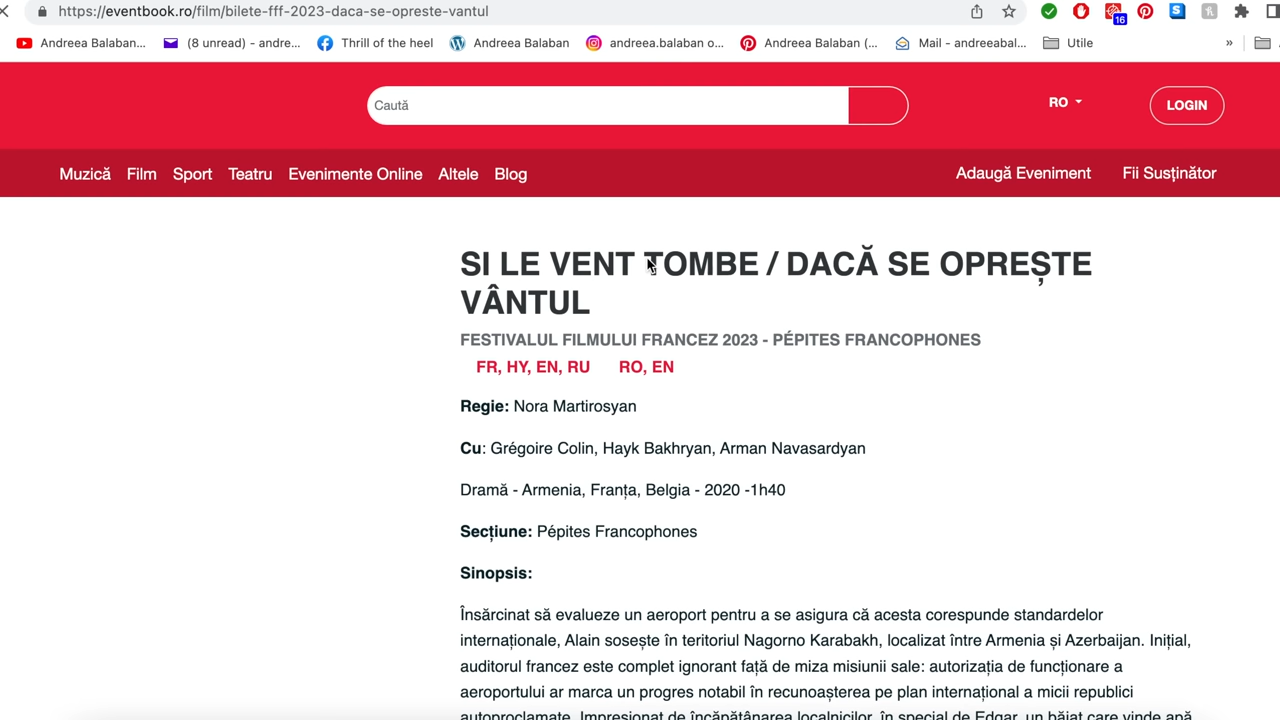 https://eventbook.ro/film/bilete-fff-2023-daca-se-opreste-vantul
16
Andreea Balaban... (8 unread) - andre... Thrill of the heel Andreea Balaban andreea.balaban o... Andreea Balaban (... Mail - andreeabal... Utile »
Caută RO LOGIN
Muzică Film Sport Teatru Evenimente Online Altele Blog Adaugă Eveniment Fii Susținător
SI LE VENT TOMBE / DACĂ SE OPREȘTE
VÂNTUL
FESTIVALUL FILMULUI FRANCEZ 2023 - PÉPITES FRANCOPHONES
FR, HY, EN, RU RO, EN
Regie: Nora Martirosyan
Cu: Grégoire Colin, Hayk Bakhryan, Arman Navasardyan
Dramă - Armenia, Franța, Belgia - 2020 -1h40
Secțiune: Pépites Francophones
Sinopsis:
Însărcinat să evalueze un aeroport pentru a se asigura că acesta corespunde standardelor
internaționale, Alain sosește în teritoriul Nagorno Karabakh, localizat între Armenia și Azerbaijan. Inițial,
auditorul francez este complet ignorant față de miza misiunii sale: autorizația de funcționare a
aeroportului ar marca un progres notabil în recunoașterea pe plan internațional a micii republici
autoproclamate. Impresionat de încăpățânarea localnicilor, în special de Edgar, un băiat care vinde apă